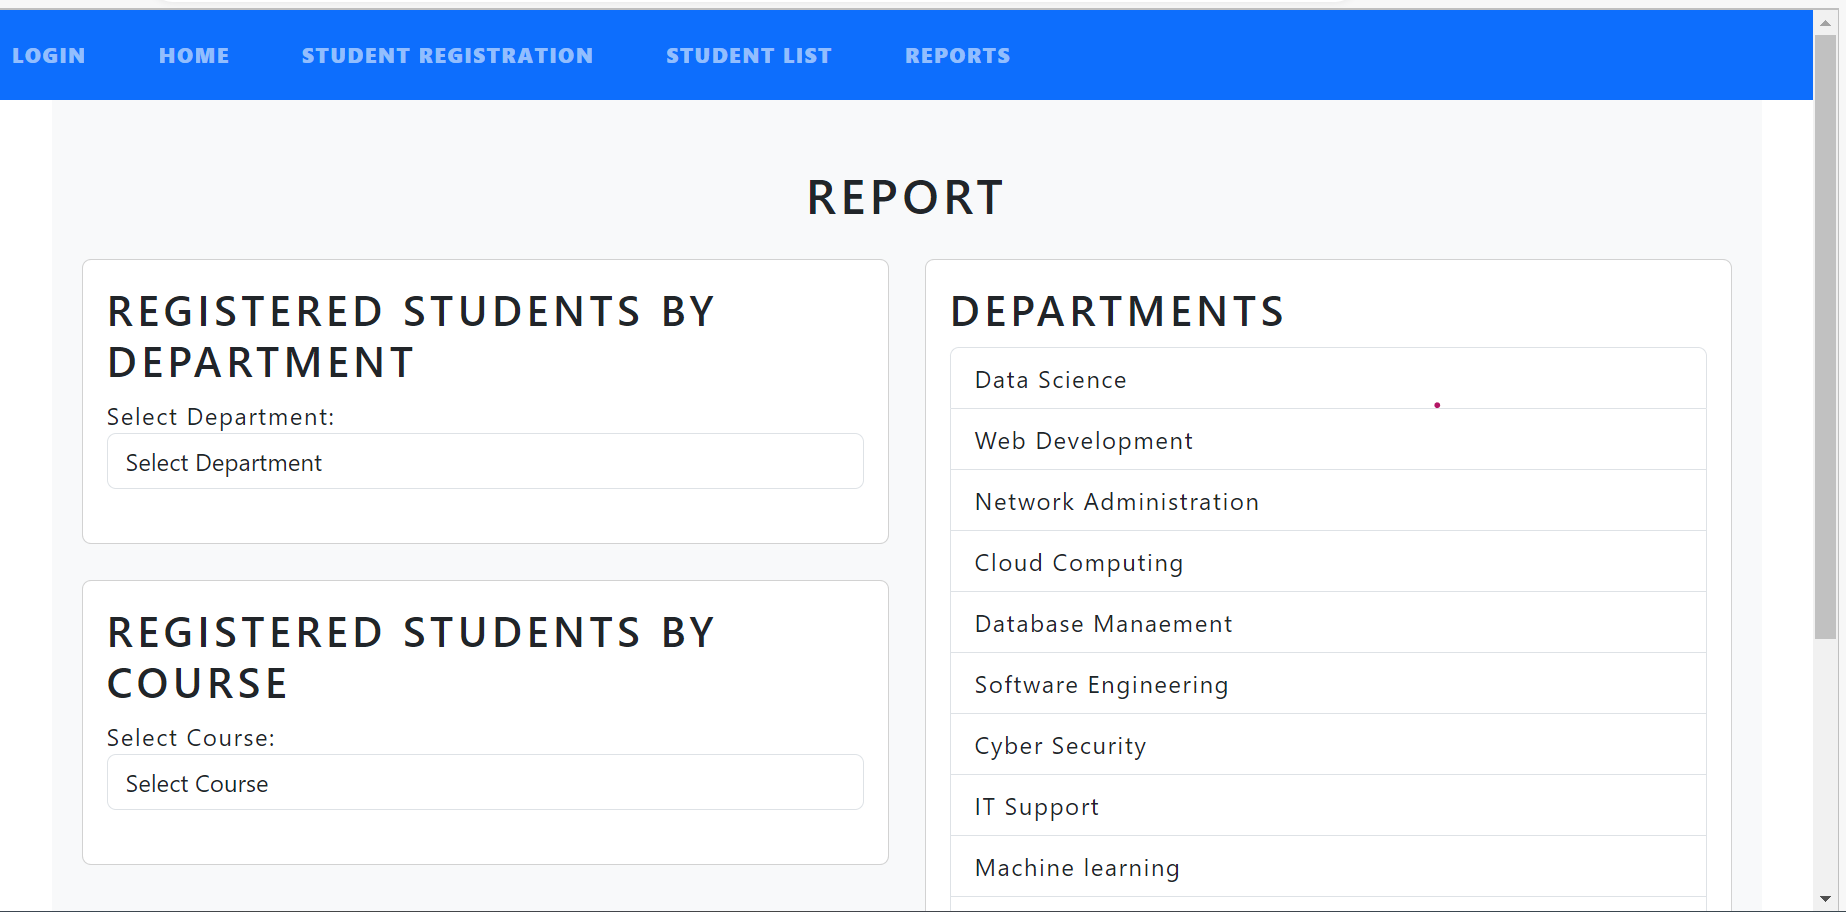 LOGIN HOME STUDENT REGISTRATION STUDENT LIST REPORTS
REPORT
REGISTERED STUDENTS BY
DEPARTMENT
Select Department:
Select Department
REGISTERED STUDENTS BY
COURSE
Select Course:
Select Course
DEPARTMENTS
Data Science
Web Development
Network Administration
Cloud Computing
Database Manaement
Software Engineering
Cyber Security
IT Support
Machine learning